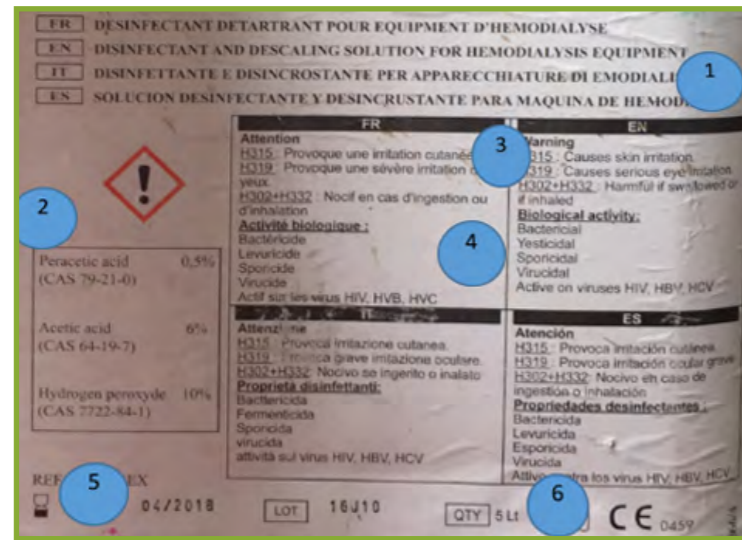 FR DESINFECTANT DETARTRANT POUR EQUIPMENT D'HEMODIALYSE
EN DISINFECTANT AND DESCALING SOLUTION FOR HEMODIALYSIS EQUIPMENT
IT DISINFETTANTE E DISINCROSTANTE PER APPARECCHIATURE DI
1
ES SOLUCION DESINFECTANTE Y DESINCRUSTANTE PARA MAQUINA DE
2
Peracetic acid 0,5%
(CAS 79-21-0)
Acetic acid 6%
(CAS 64-19-7)
Hydrogen peroxyde 10%
(CAS 7722-84-1)
FR
Attention
H315 : Provoque une irritation
3
H319 : Provoque une sévère irritation
yeux.
H302+H332 : Nocif en cas d'ingestion ou
d'inhalation
Activité biologique :
4
Bactéricide
Levuricide
Sporicide
Virucide
Actif sur les virus HIV, HVB, HVC
EN
Warning
H315 : Causes skin irritation.
H319 : Causes serious eye irritation
H302+H332 : Harmful if swallowed or
if inhaled
Biological activity:
Bactericial
Yesticidal
Sporicidal
Virucidal
Active on viruses HIV, HBV, HCV
IT
Attenzione
H315 : Provoca irritazione cutanea.
H319 : Provoca grave irritazione oculare.
H302+H332: Nocivo se ingerito o inalato
Proprietà disinfettanti:
Battericida
Fermenticida
Sporicida
virucida
attività sul virus HIV, HBV, HCV
ES
Atención
H315 : Provoca irritación cutánea.
H319 : Provoca irritación ocular grave
H302+H332: Nocivo en caso de
ingestion o inhalación
Propriedades desinfectantes :
Bactericida
Levuricida
Esporicida
Virucida
los virus HIV, HBV, HCV
5
04/2018
LOT 16J10
QTY 5 Lt
6
CE 0459